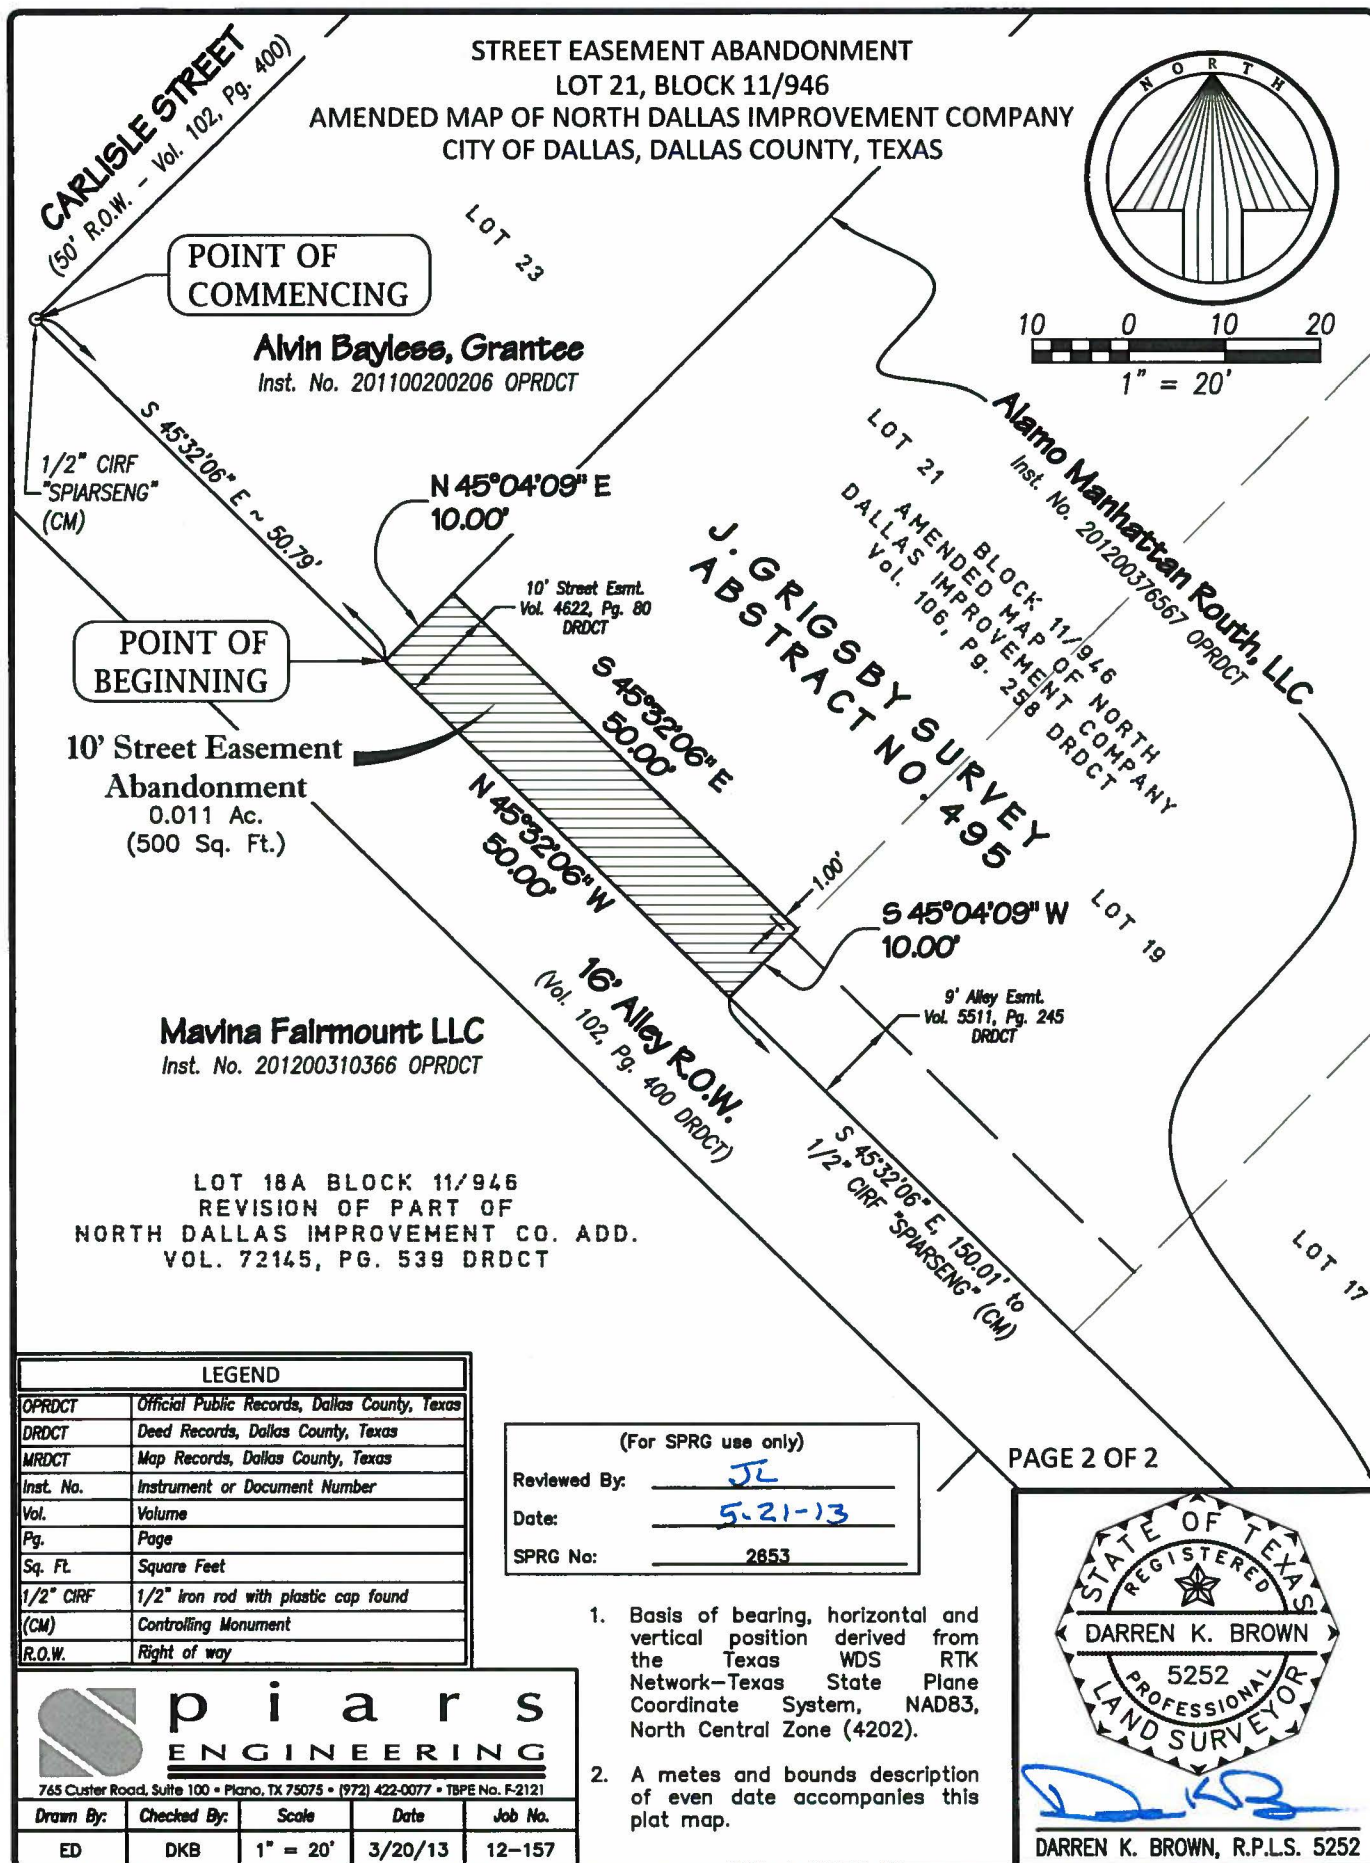 STREET EASEMENT ABANDONMENT
LOT 21, BLOCK 11/946
AMENDED MAP OF NORTH DALLAS IMPROVEMENT COMPANY
CITY OF DALLAS, DALLAS COUNTY, TEXAS
CARLISLE STREET
(50' R.O.W. - Vol. 102, Pg. 400)
NORTH
10 0 10 20
1" = 20'
LOT 23
POINT OF
COMMENCING
Alvin Bayless, Grantee
Inst. No. 201100200206 OPRDCT
1/2" CIRF
"SPIARSENG"
(CM)
S 45°32'06" E ~ 50.79'
N 45°04'09" E
10.00'
10' Street Esmt.
Vol. 4622, Pg. 80
DRDCT
POINT OF
BEGINNING
10' Street Easement
Abandonment
0.011 Ac.
(500 Sq. Ft.)
S 45°32'06" E
50.00'
N 45°32'06" W
50.00'
J. GRIGSBY SURVEY
ABSTRACT NO. 495
LOT 21
BLOCK 11/946
AMENDED MAP OF NORTH
DALLAS IMPROVEMENT COMPANY
Vol. 106, Pg. 258 DRDCT
Alamo Manhattan Routh, LLC
Inst. No. 201200376567 OPRDCT
1.00'
S 45°04'09" W
10.00'
LOT 19
9' Alley Esmt.
Vol. 5511, Pg. 245
DRDCT
16' Alley R.O.W.
(Vol. 102, Pg. 400 DRDCT)
Mavina Fairmount LLC
Inst. No. 201200310366 OPRDCT
S 45°32'06" E, 150.01' to
1/2" CIRF "SPIARSENG" (CM)
LOT 17
LOT 18A BLOCK 11/946
REVISION OF PART OF
NORTH DALLAS IMPROVEMENT CO. ADD.
VOL. 72145, PG. 539 DRDCT
LEGEND
OPRDCT Official Public Records, Dallas County, Texas
DRDCT Deed Records, Dallas County, Texas
MRDCT Map Records, Dallas County, Texas
Inst. No. Instrument or Document Number
Vol. Volume
Pg. Page
Sq. Ft. Square Feet
1/2" CIRF 1/2" iron rod with plastic cap found
(CM) Controlling Monument
R.O.W. Right of way
(For SPRG use only)
Reviewed By: JL
Date: 5-21-13
SPRG No: 2653
PAGE 2 OF 2
1. Basis of bearing, horizontal and
vertical position derived from
the Texas WDS RTK
Network-Texas State Plane
Coordinate System, NAD83,
North Central Zone (4202).
2. A metes and bounds description
of even date accompanies this
plat map.
Spiars
ENGINEERING
765 Custer Road, Suite 100 • Plano, TX 75075 • (972) 422-0077 • TBPE No. F-2121
Drawn By: Checked By: Scale Date Job No.
ED DKB 1" = 20' 3/20/13 12-157
STATE OF TEXAS
REGISTERED
DARREN K. BROWN
5252
PROFESSIONAL
LAND SURVEYOR
DARREN K. BROWN, R.P.L.S. 5252